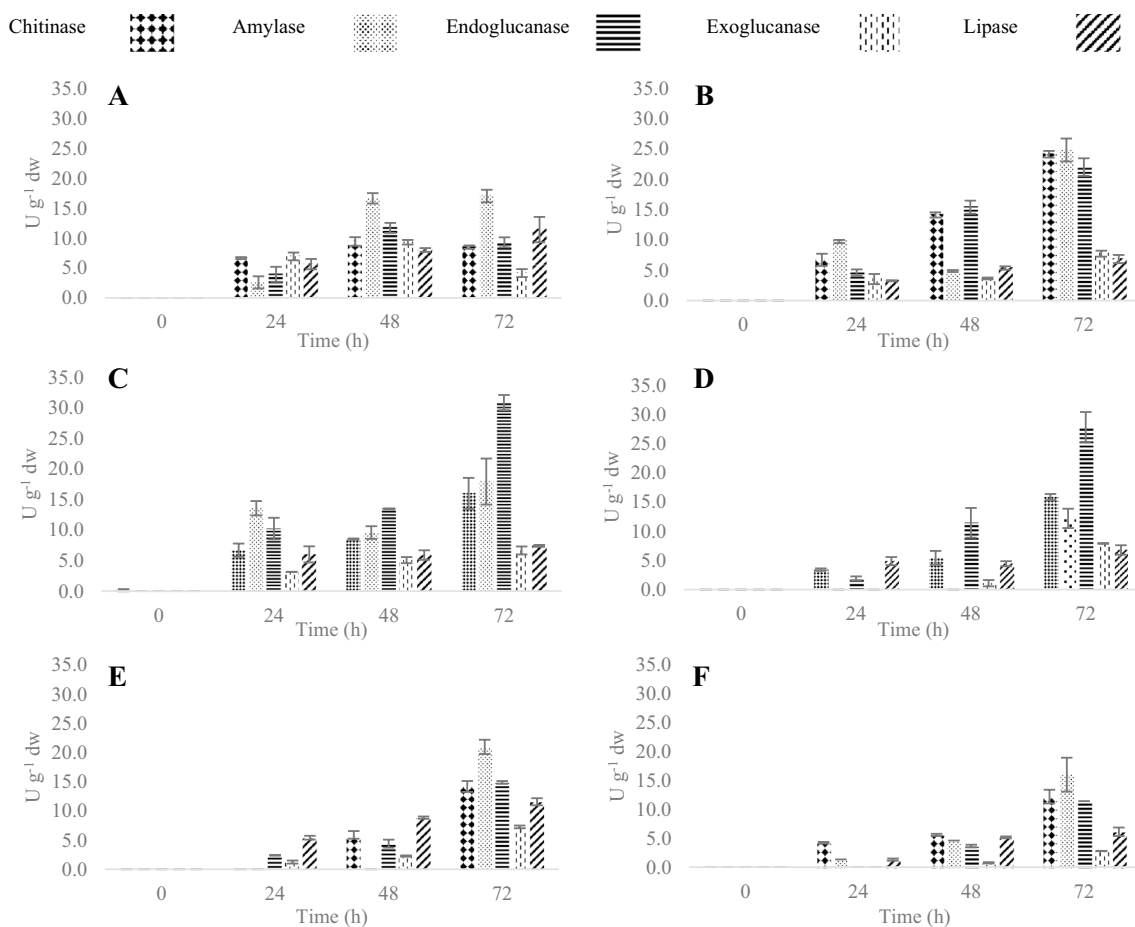 Chitinase Amylase Endoglucanase Exoglucanase Lipase
A
35.0
30.0
25.0
20.0
15.0
10.0
5.0
0.0
U g-1 dw
0 24 48 72
Time (h)
B
35.0
30.0
25.0
20.0
15.0
10.0
5.0
0.0
U g-1 dw
0 24 48 72
Time (h)
C
35.0
30.0
25.0
20.0
15.0
10.0
5.0
0.0
U g-1 dw
0 24 48 72
Time (h)
D
35.0
30.0
25.0
20.0
15.0
10.0
5.0
0.0
U g-1 dw
0 24 48 72
Time (h)
E
35.0
30.0
25.0
20.0
15.0
10.0
5.0
0.0
U g-1 dw
0 24 48 72
Time (h)
F
35.0
30.0
25.0
20.0
15.0
10.0
5.0
0.0
U g-1 dw
0 24 48 72
Time (h)